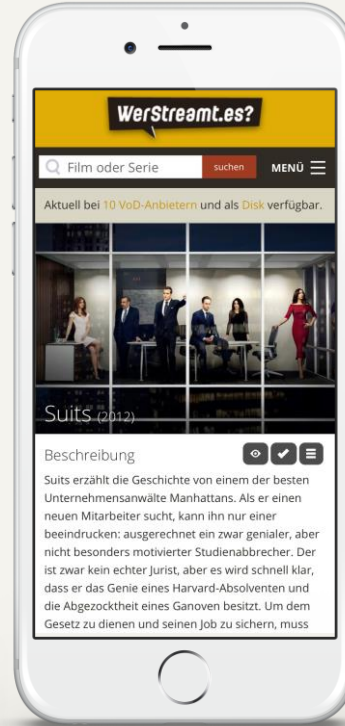 WerStreamt.es?
Film oder Serie
suchen
MENÜ
Aktuell bei 10 VoD-Anbietern und als Disk verfügbar.
Suits (2012)
Beschreibung
Suits erzählt die Geschichte von einem der besten
Unternehmensanwälte Manhattans. Als er einen
neuen Mitarbeiter sucht, kann ihn nur einer
beeindrucken: ausgerechnet ein zwar genialer, aber
nicht besonders motivierter Studienabbrecher. Der
ist zwar kein echter Jurist, aber es wird schnell klar,
dass er das Genie eines Harvard-Absolventen und
die Abgezocktheit eines Ganoven besitzt. Um dem
Gesetz zu dienen und seinen Job zu sichern, muss